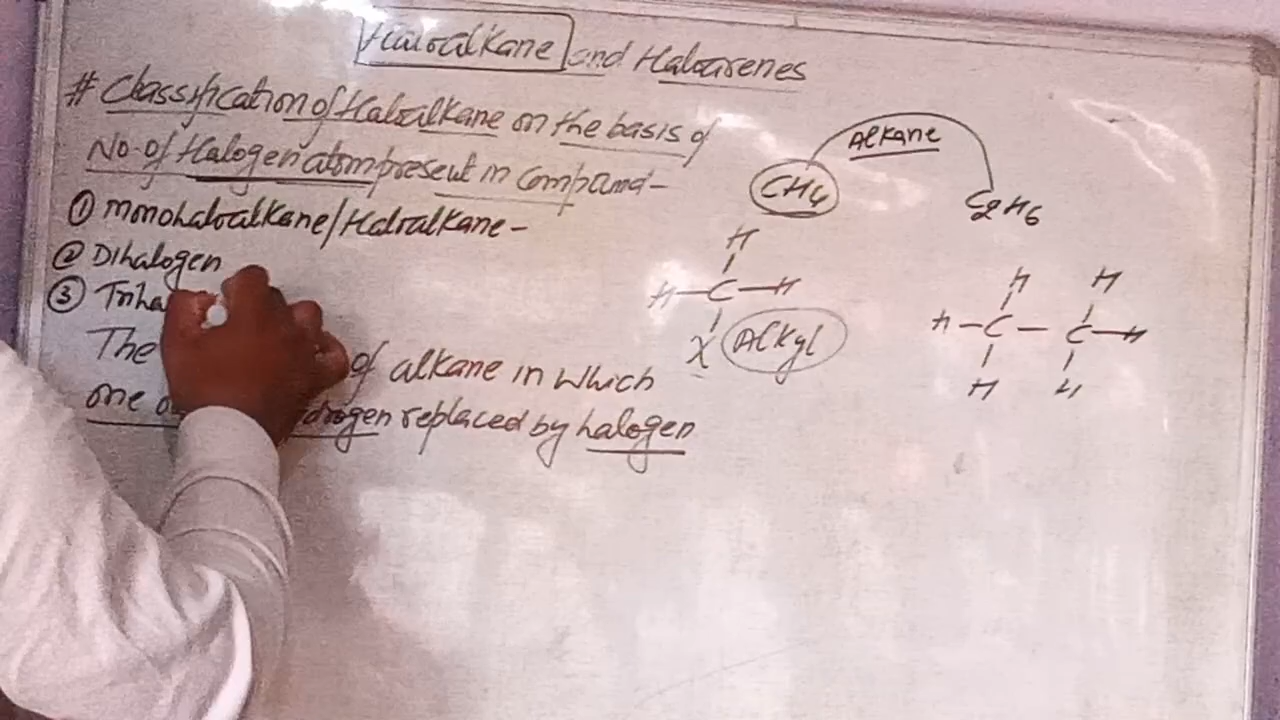 Haloalkane and Haloarenes
# Classification of Haloalkane on the basis of
No. of Halogen atom present in Compound -
① Monohaloalkane/Haloalkane -
② Dihalogen
③ Triha
The of alkane in which
one replaced by halogen
Alkane
CH4
C2H6
H
H-C-H
X Alkyl
H H
H-C-C-H
H H